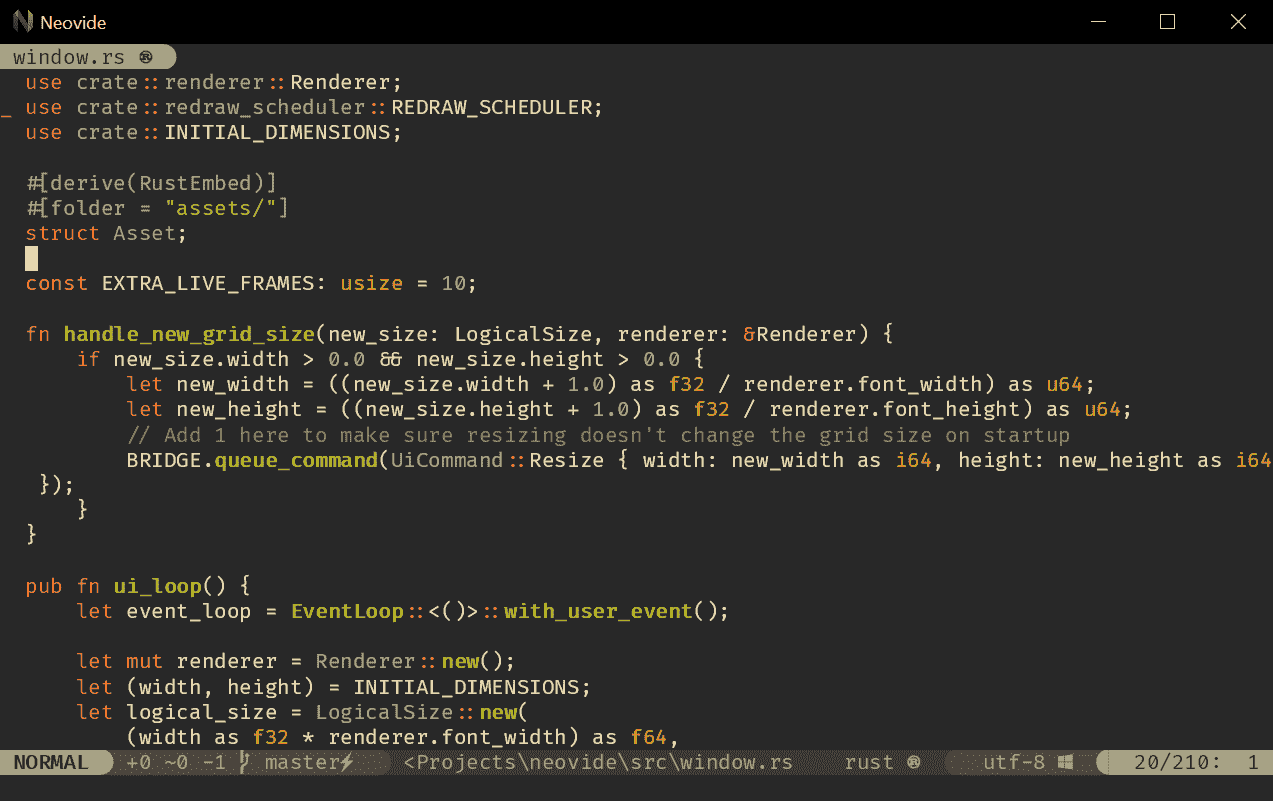 Neovide
window.rs
use crate::renderer::Renderer;
use crate::redraw_scheduler::REDRAW_SCHEDULER;
use crate::INITIAL_DIMENSIONS;
#[derive(RustEmbed)]
#[folder = "assets/"]
struct Asset;
const EXTRA_LIVE_FRAMES: usize = 10;
fn handle_new_grid_size(new_size: LogicalSize, renderer: &Renderer) {
    if new_size.width > 0.0 && new_size.height > 0.0 {
        let new_width = ((new_size.width + 1.0) as f32 / renderer.font_width) as u64;
        let new_height = ((new_size.height + 1.0) as f32 / renderer.font_height) as u64;
        // Add 1 here to make sure resizing doesn't change the grid size on startup
        BRIDGE.queue_command(UiCommand::Resize { width: new_width as i64, height: new_height as i64
 });
    }
}
pub fn ui_loop() {
    let event_loop = EventLoop::<()>::with_user_event();
    let mut renderer = Renderer::new();
    let (width, height) = INITIAL_DIMENSIONS;
    let logical_size = LogicalSize::new(
        (width as f32 * renderer.font_width) as f64,
NORMAL +0 ~0 -1 master <Projects\neovide\src\window.rs rust utf-8 20/210: 1